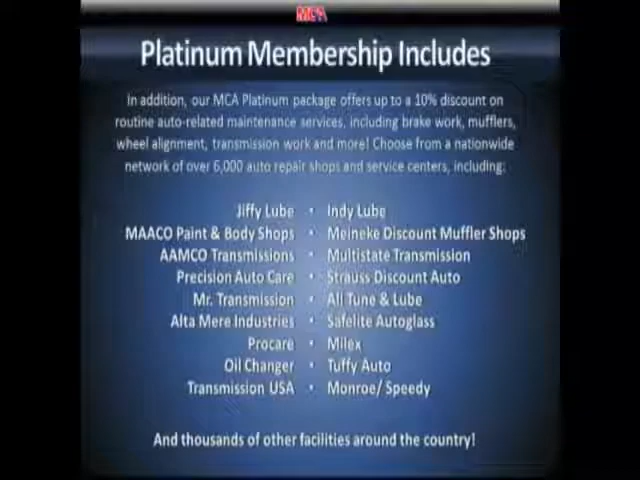 MCA
Platinum Membership Includes
In addition, our MCA Platinum package offers up to a 10% discount on
routine auto-related maintenance services, including brake work, mufflers,
wheel alignment, transmission work and more! Choose from a nationwide
network of over 6,000 auto repair shops and service centers, including:
Jiffy Lube • Indy Lube
MAACO Paint & Body Shops • Meineke Discount Muffler Shops
AAMCO Transmissions • Multistate Transmission
Precision Auto Care • Strauss Discount Auto
Mr. Transmission • All Tune & Lube
Alta Mere Industries • Safelite Autoglass
Procare • Milex
Oil Changer • Tuffy Auto
Transmission USA • Monroe/ Speedy
And thousands of other facilities around the country!